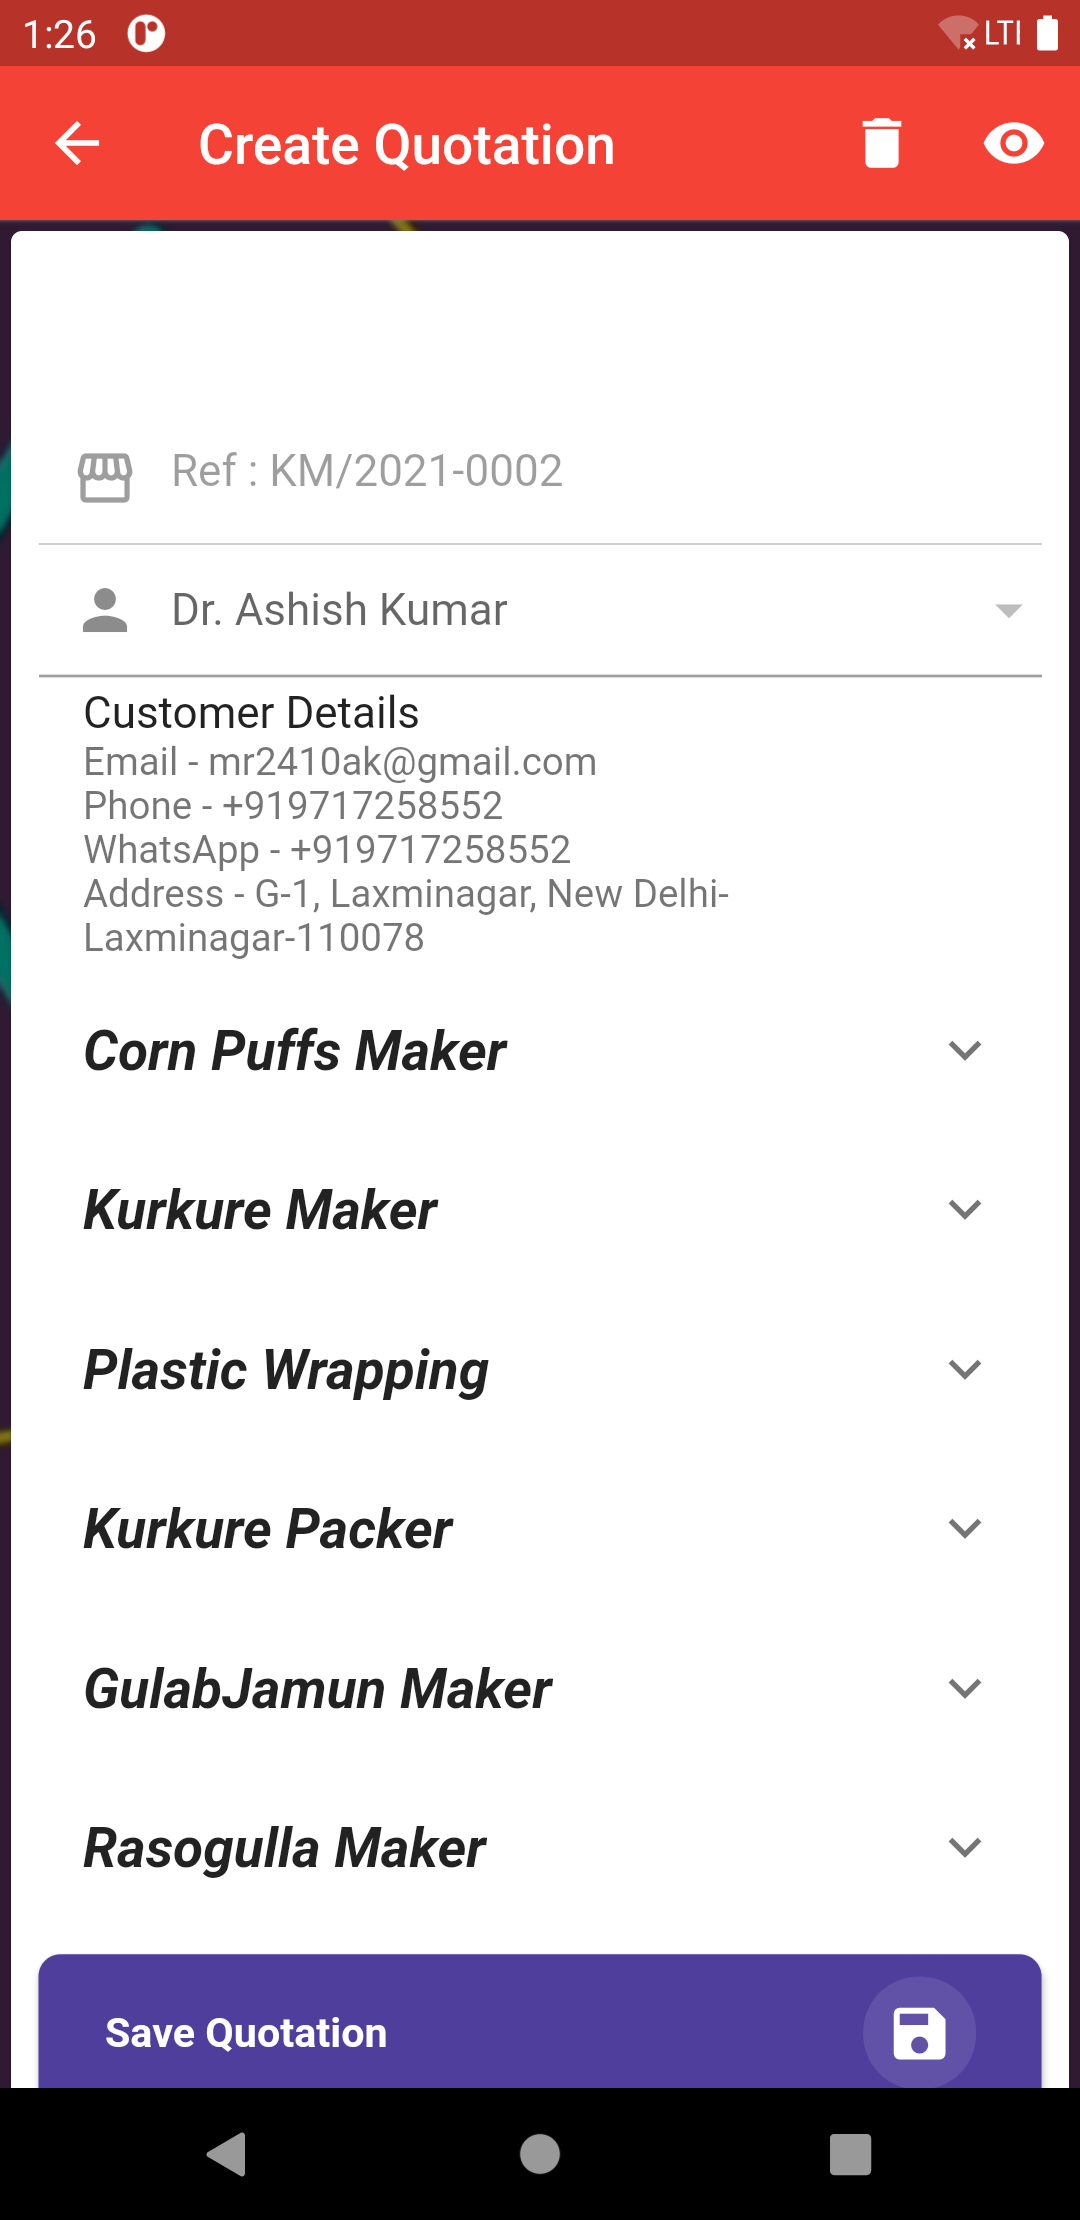 1:26
LTI
Create Quotation
Ref : KM/2021-0002
Dr. Ashish Kumar
Customer Details
Email - mr2410ak@gmail.com
Phone - +919717258552
WhatsApp - +919717258552
Address - G-1, Laxminagar, New Delhi-
Laxminagar-110078
Corn Puffs Maker
Kurkure Maker
Plastic Wrapping
Kurkure Packer
GulabJamun Maker
Rasogulla Maker
Save Quotation